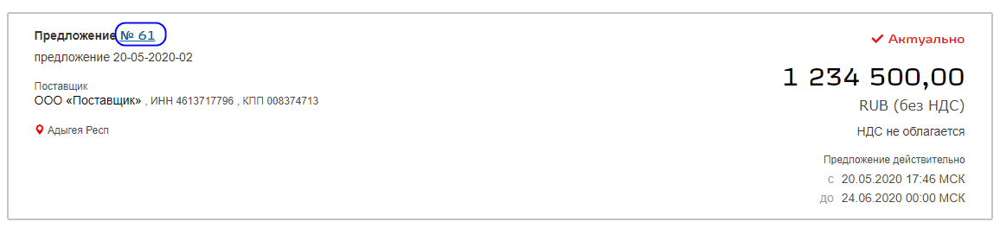 Предложение № 61
предложение 20-05-2020-02
Поставщик
ООО «Поставщик» , ИНН 4613717796 , КПП 008374713
Адыгея Респ
Актуально
1 234 500,00
RUB (без НДС)
НДС не облагается
Предложение действительно
с 20.05.2020 17:46 МСК
до 24.06.2020 00:00 МСК